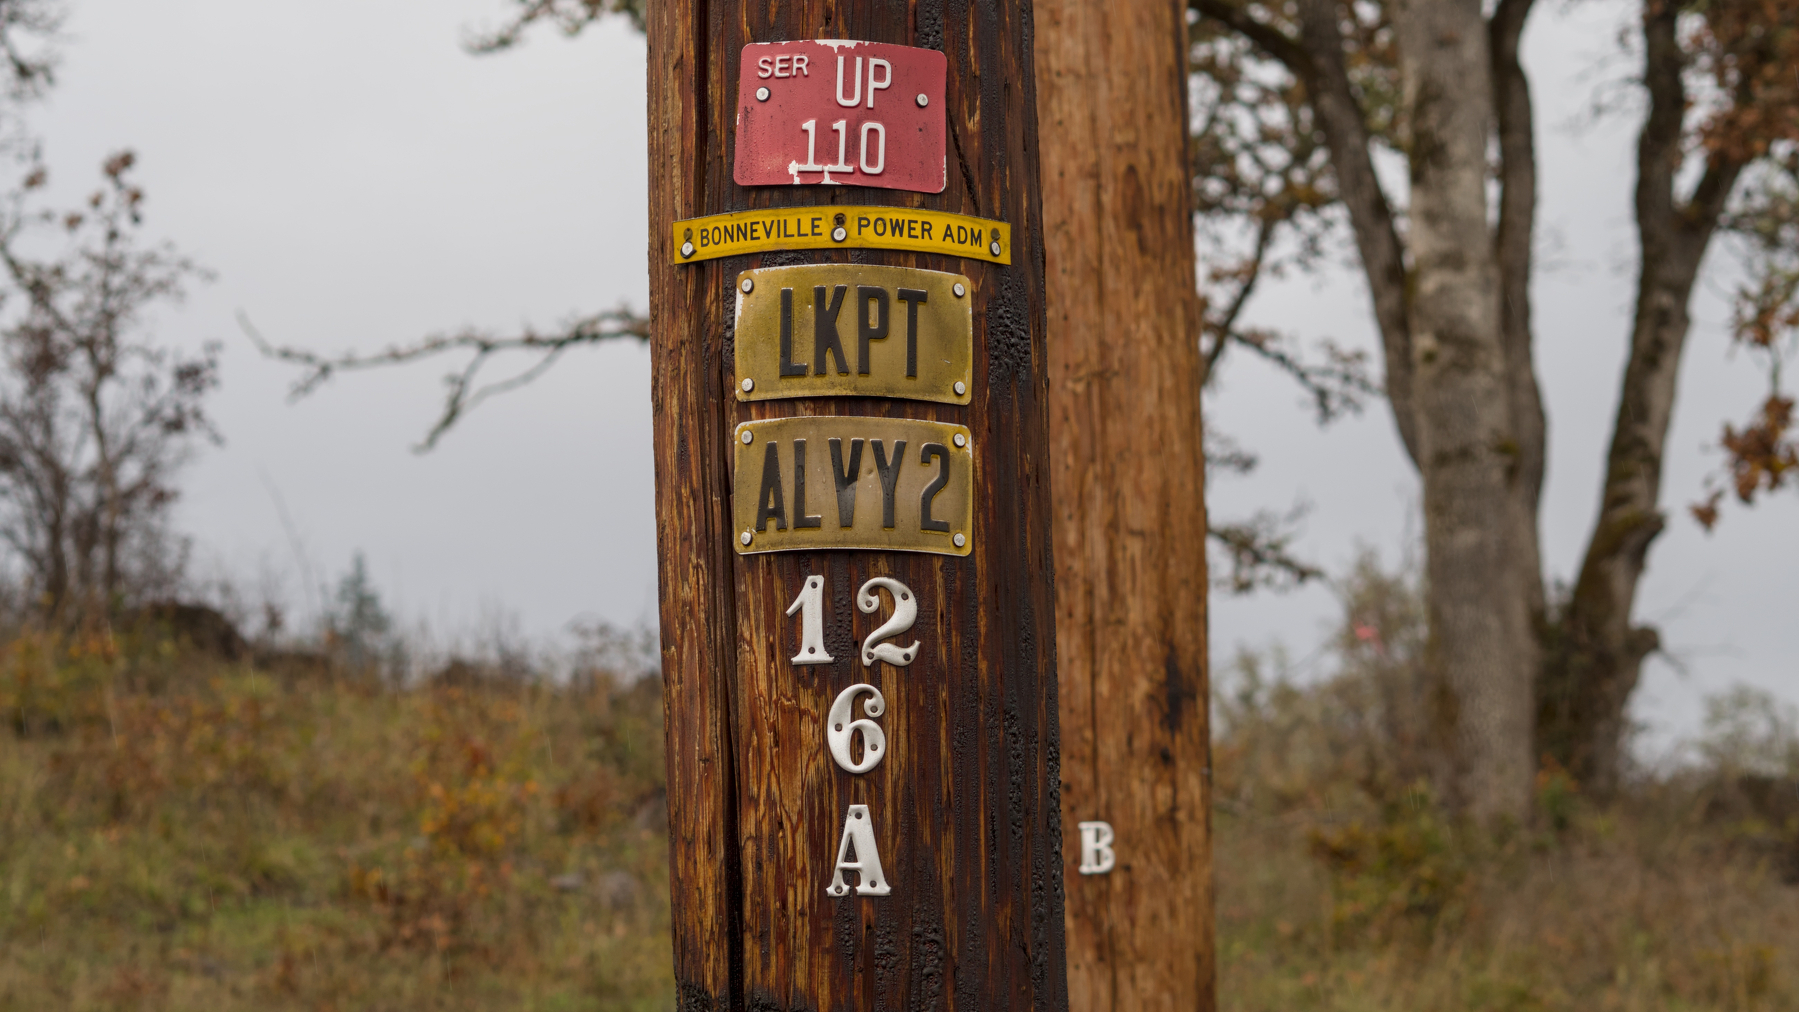 SER UP
110
BONNEVILLE POWER ADM
LKPT
ALVY2
12
6
A
B